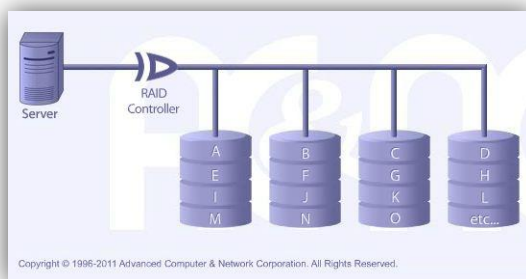 Server
RAID
Controller
A B C D
E F G H
I J K L
M N O etc...
Copyright © 1996-2011 Advanced Computer & Network Corporation. All Rights Reserved.